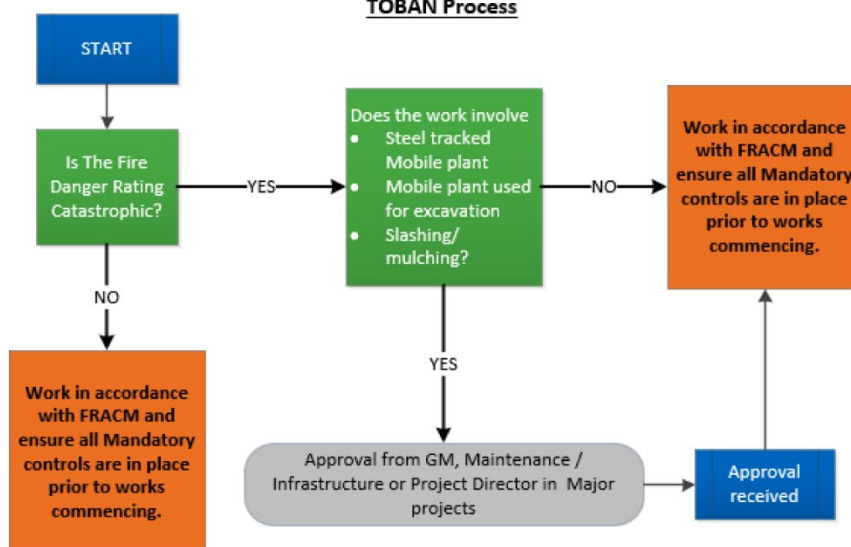 TOBAN Process
START
Is The Fire
Danger Rating
Catastrophic?
YES
Does the work involve
• Steel tracked
Mobile plant
• Mobile plant used
for excavation
• Slashing/
mulching?
NO
Work in accordance
with FRACM and
ensure all Mandatory
controls are in place
prior to works
commencing.
NO
Work in accordance
with FRACM and
ensure all Mandatory
controls are in place
prior to works
commencing.
YES
Approval from GM, Maintenance /
Infrastructure or Project Director in Major
projects
Approval
received